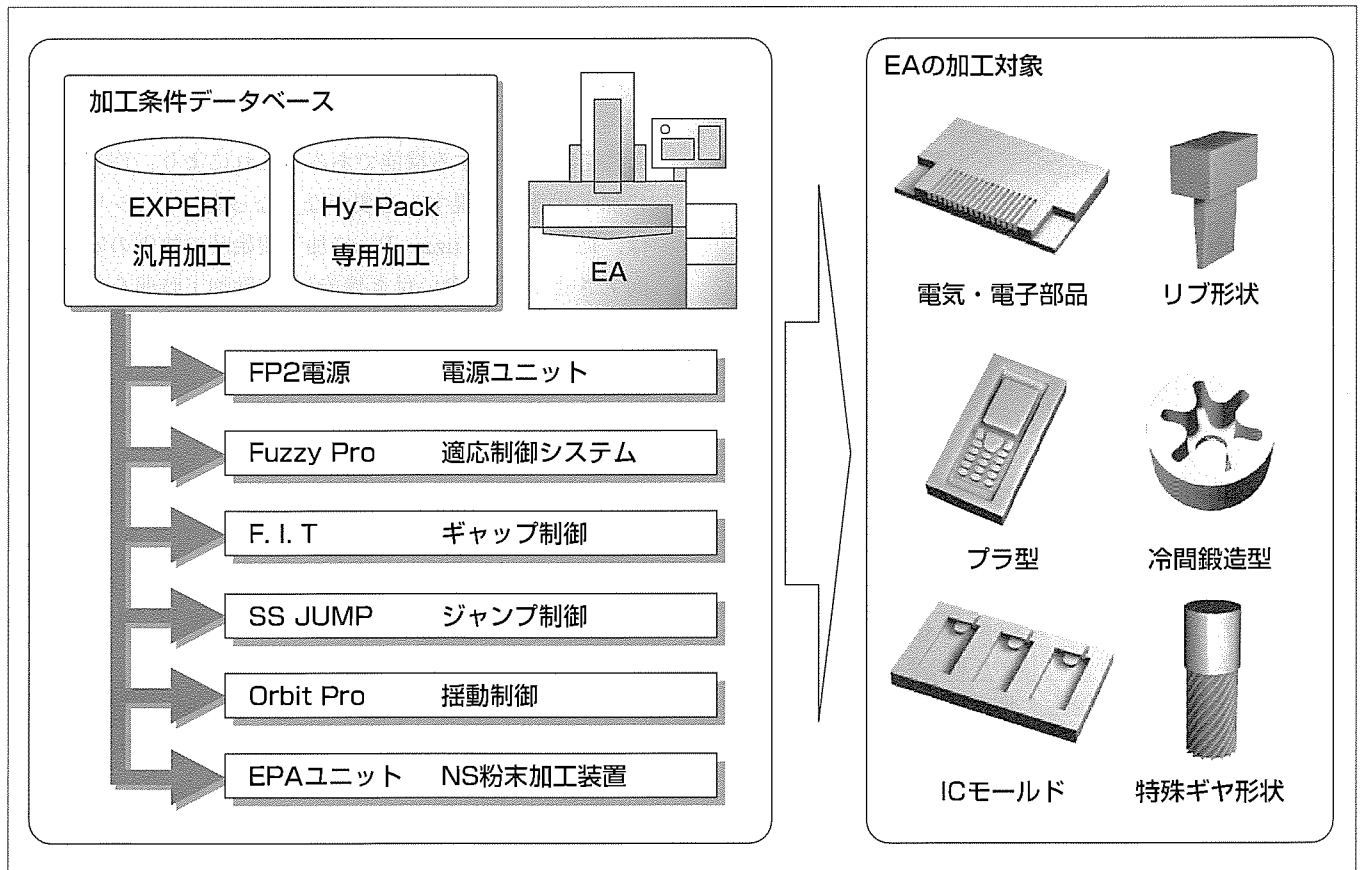 加工条件データベース
EXPERT
汎用加工
Hy-Pack
専用加工
EA
FP2電源 電源ユニット
Fuzzy Pro 適応制御システム
F. I. T ギャップ制御
SS JUMP ジャンプ制御
Orbit Pro 揺動制御
EPAユニット NS粉末加工装置
EAの加工対象
電気・電子部品
リブ形状
プラ型
冷間鍛造型
ICモールド
特殊ギヤ形状